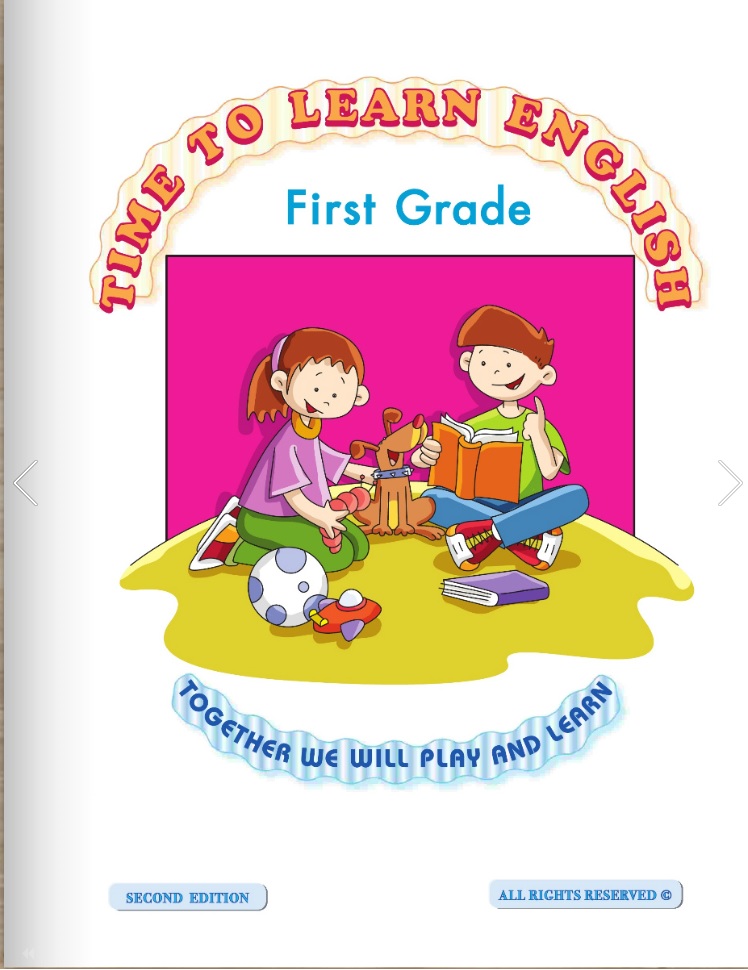 TIME TO LEARN ENGLISH
First Grade
TOGETHER WE WILL PLAY AND LEARN
SECOND EDITION
ALL RIGHTS RESERVED ©